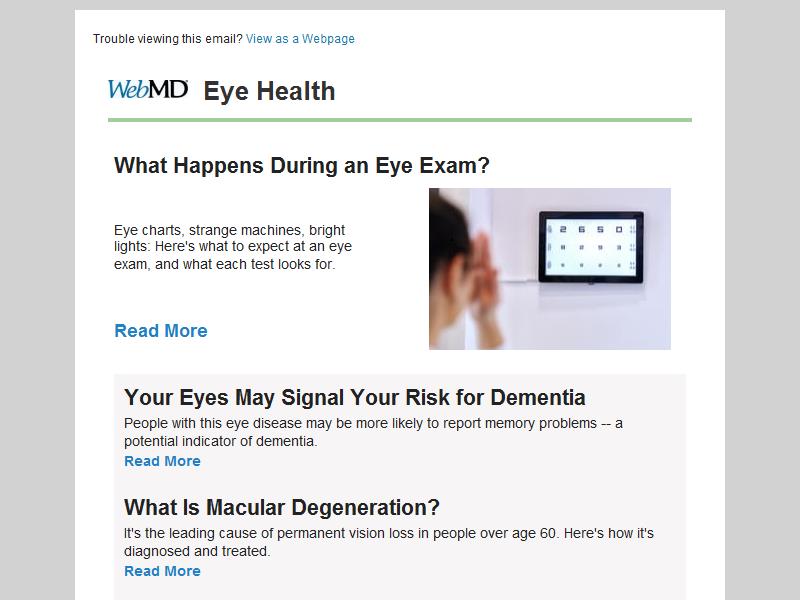 Trouble viewing this email? View as a Webpage
WebMD Eye Health
What Happens During an Eye Exam?
Eye charts, strange machines, bright
lights: Here's what to expect at an eye
exam, and what each test looks for.
2 6 5 0
Read More
Your Eyes May Signal Your Risk for Dementia
People with this eye disease may be more likely to report memory problems -- a
potential indicator of dementia.
Read More
What Is Macular Degeneration?
It's the leading cause of permanent vision loss in people over age 60. Here's how it's
diagnosed and treated.
Read More